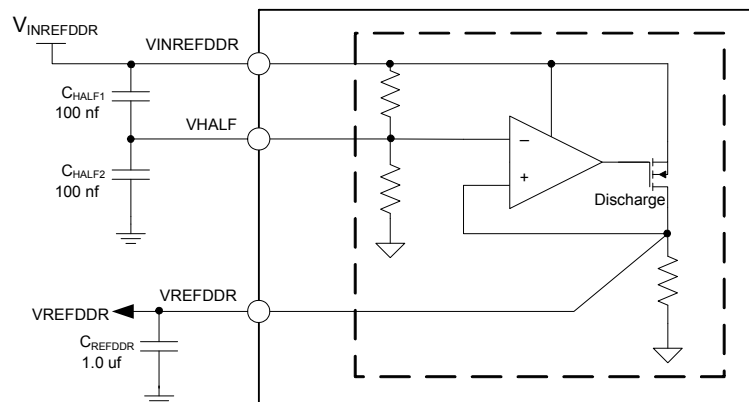 VINREFDDR
VINREFDDR
CHALF1
100 nf
VHALF
CHALF2
100 nf
−
+
Discharge
VREFDDR
VREFDDR
CREFDDR
1.0 uf